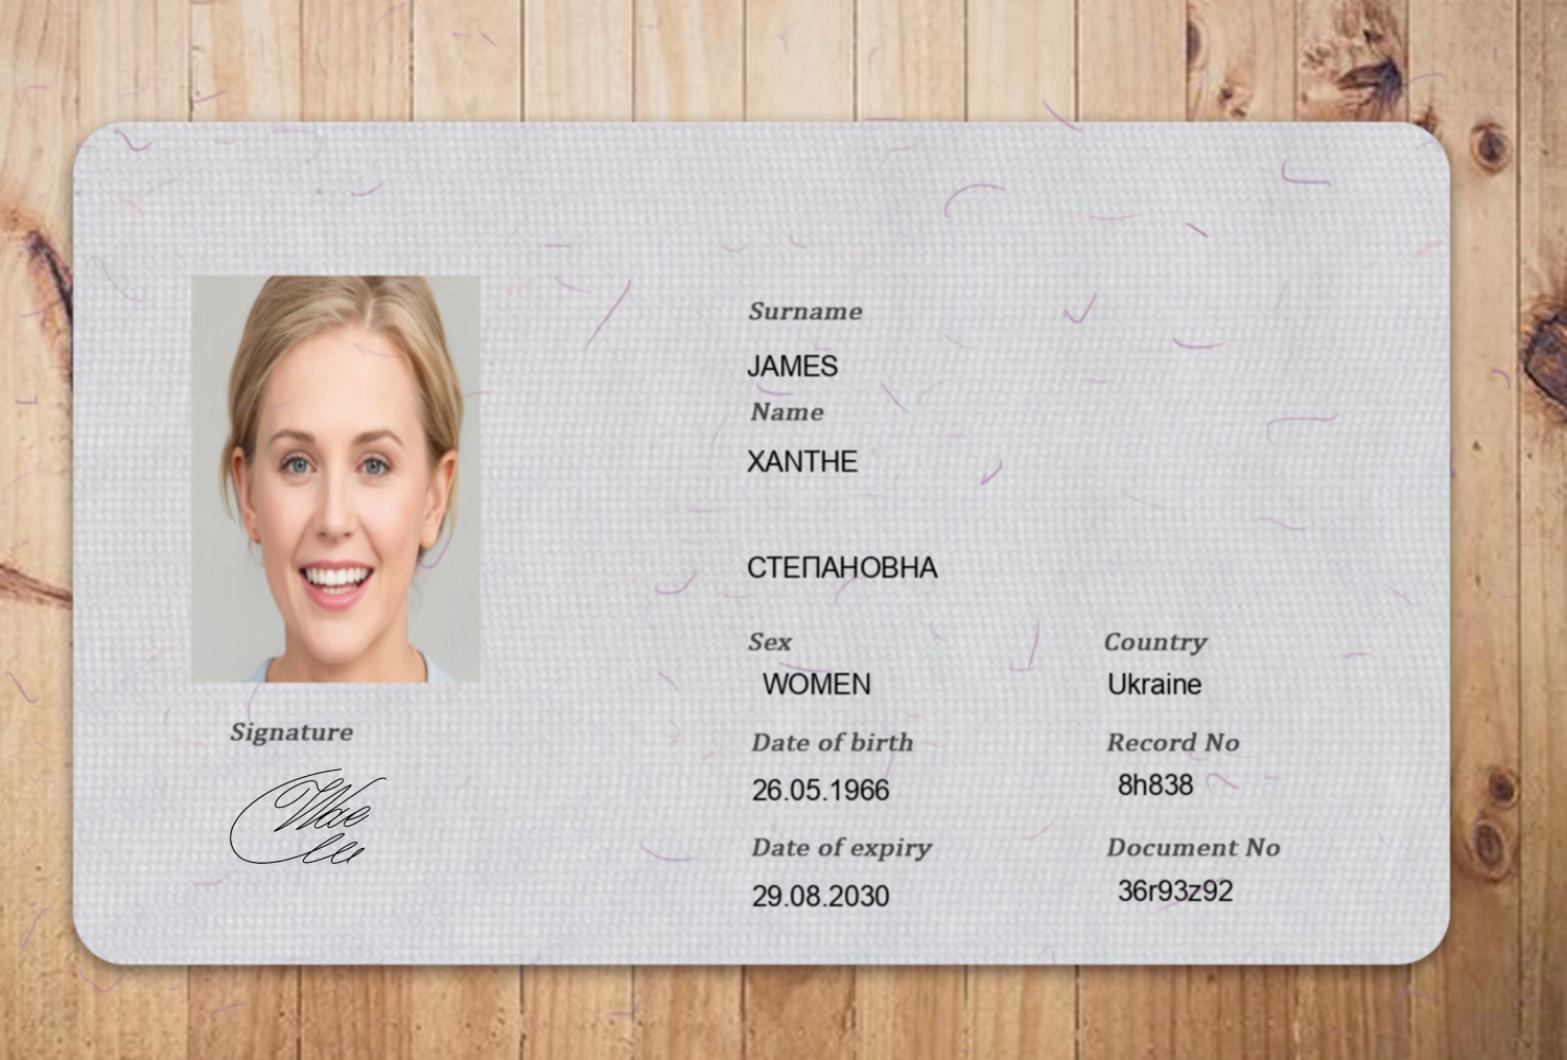 Surname
JAMES
Name
XANTHE
СТЕПАНОВНА
Sex
Country
WOMEN
Ukraine
Date of birth
Record No
26.05.1966
8h838
Date of expiry
Document No
29.08.2030
36r93z92
Signature